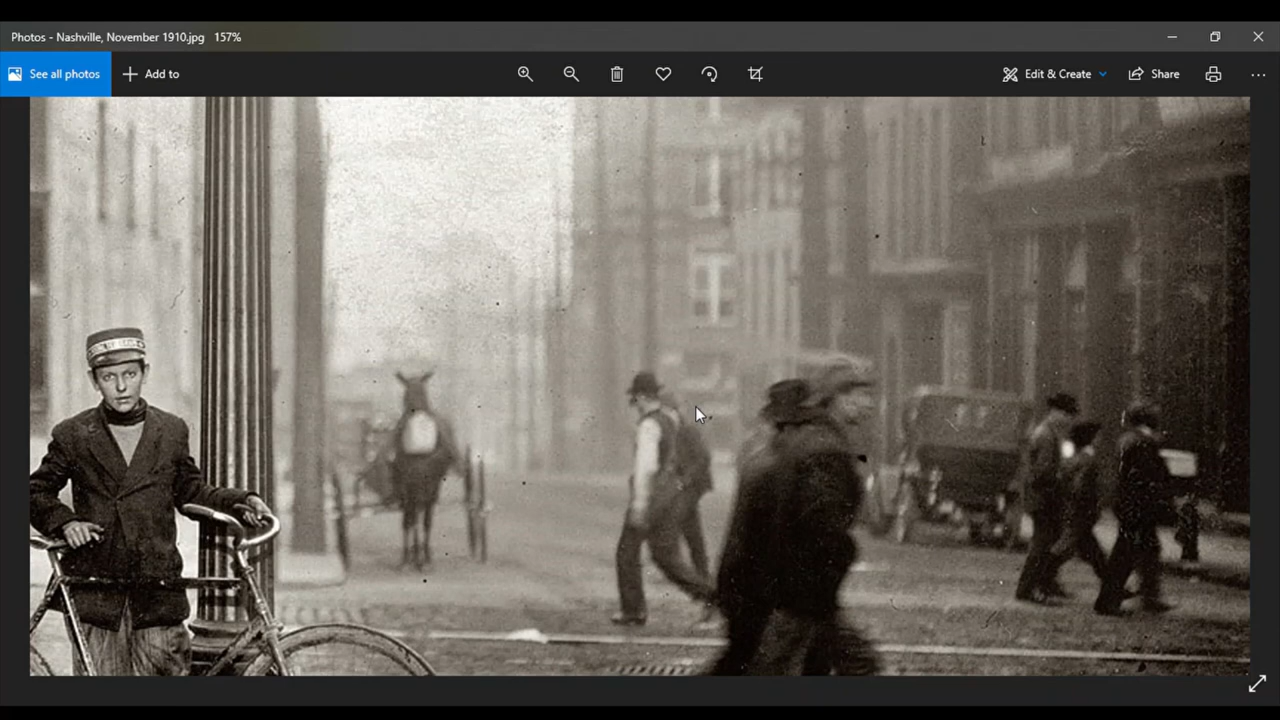 Photos - Nashville, November 1910.jpg 157%
See all photos
Add to
Edit & Create
Share